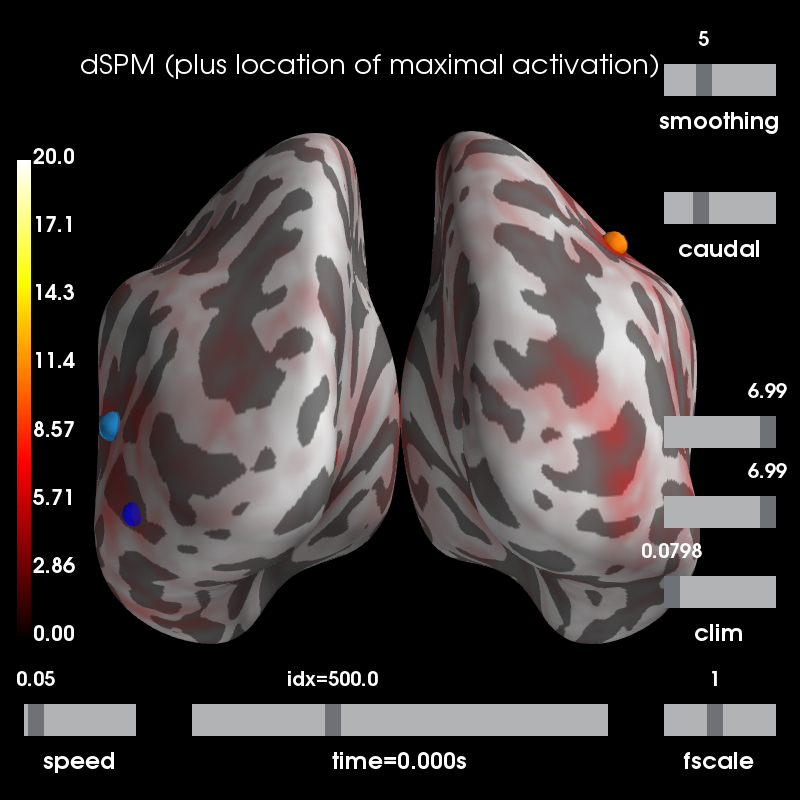 5
dSPM (plus location of maximal activation)
smoothing
20.0
17.1
caudal
14.3
11.4
6.99
8.57
6.99
5.71
0.0798
2.86
0.00
clim
0.05
idx=500.0
1
speed
time=0.000s
fscale